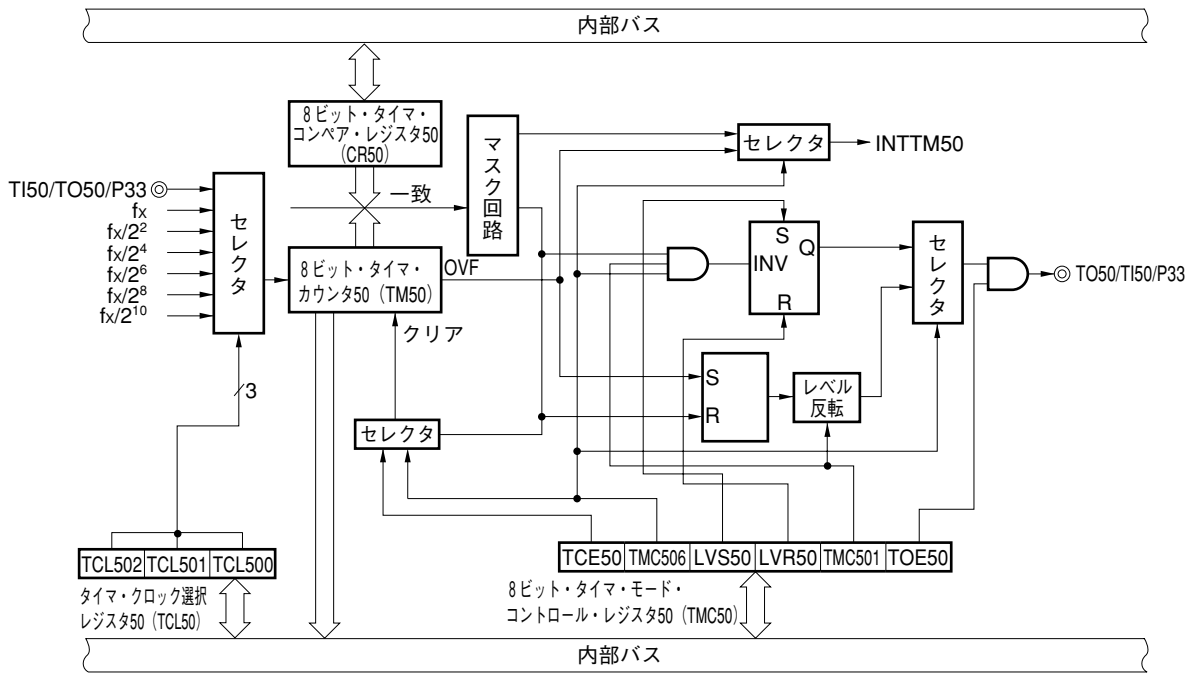 内部バス
8ビット・タイマ・
コンペア・レジスタ50
(CR50)
マスク回路
セレクタ
INTTM50
一致
TI50/TO50/P33
fx
fx/2²
fx/2⁴
fx/2⁶
fx/2⁸
fx/2¹⁰
セレクタ
8ビット・タイマ・
カウンタ50(TM50)
OVF
クリア
S
Q
INV
R
セレクタ
TO50/TI50/P33
S
R
レベル
反転
3
セレクタ
TCL502 TCL501 TCL500
タイマ・クロック選択
レジスタ50(TCL50)
TCE50 TMC506 LVS50 LVR50 TMC501 TOE50
8ビット・タイマ・モード・
コントロール・レジスタ50(TMC50)
内部バス